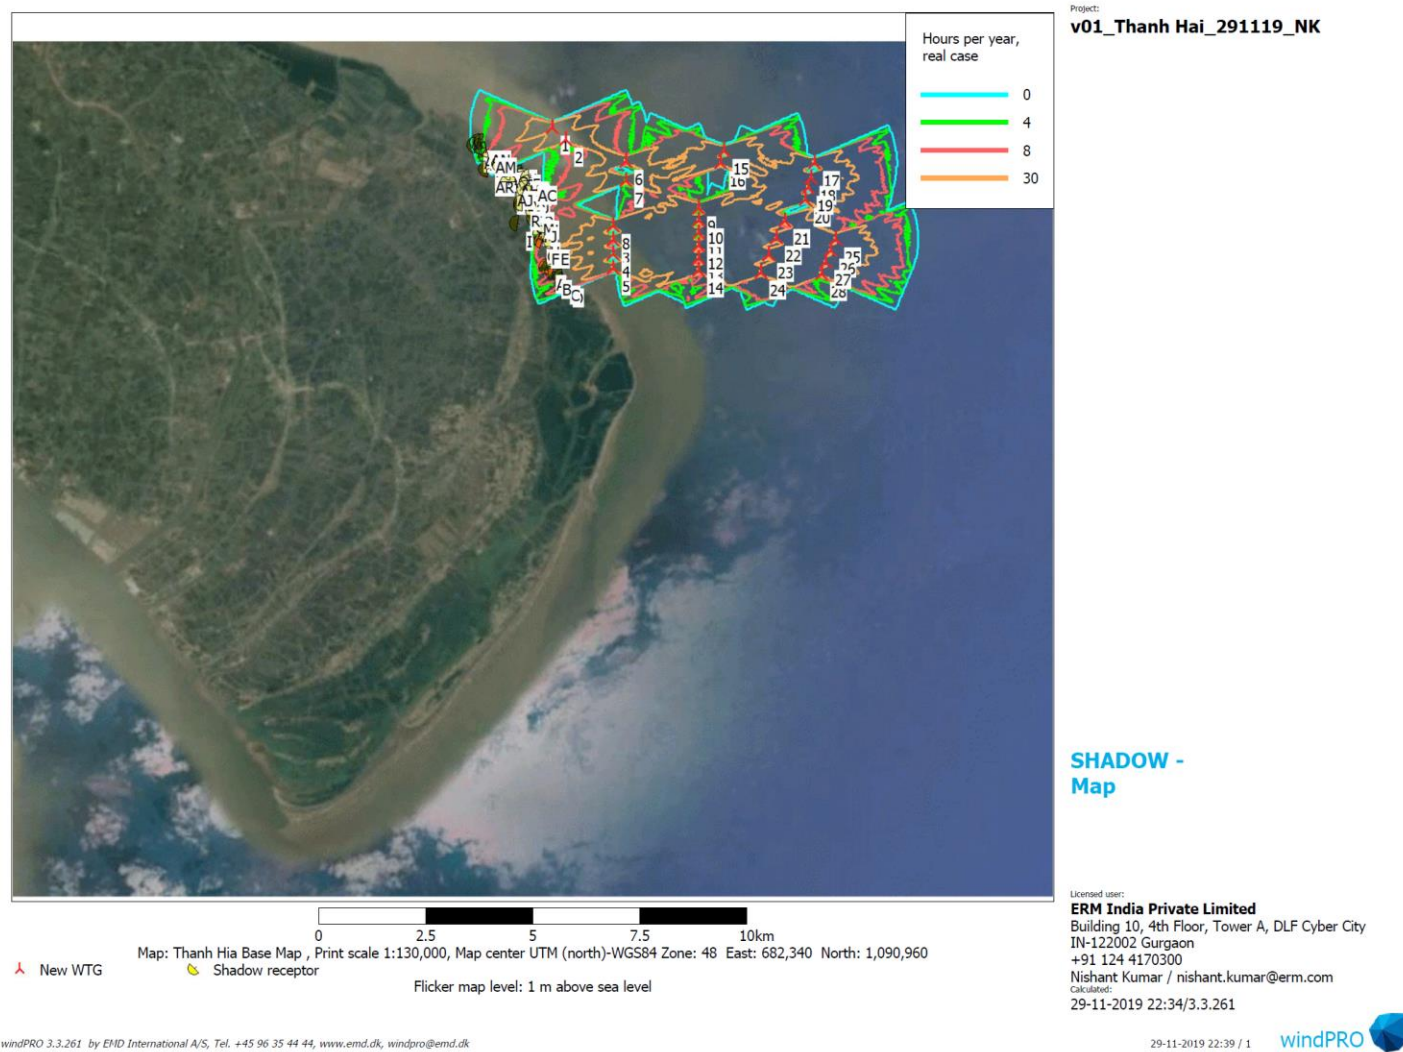 Project:
v01_Thanh Hai_291119_NK
Hours per year,
real case
0
4
8
30
1
2
AM
AR
AC
AJ
6
7
15
16
17
18
19
20
R
M
J
I
FE
8
3
4
5
9
10
11
12
13
14
21
22
23
24
25
26
27
28
A
B
C
SHADOW -
Map
Licensed user:
ERM India Private Limited
Building 10, 4th Floor, Tower A, DLF Cyber City
IN-122002 Gurgaon
+91 124 4170300
Nishant Kumar / nishant.kumar@erm.com
Calculated:
29-11-2019 22:34/3.3.261
0 2.5 5 7.5 10km
Map: Thanh Hia Base Map , Print scale 1:130,000, Map center UTM (north)-WGS84 Zone: 48 East: 682,340 North: 1,090,960
New WTG
Shadow receptor
Flicker map level: 1 m above sea level
windPRO 3.3.261 by EMD International A/S, Tel. +45 96 35 44 44, www.emd.dk, windpro@emd.dk
29-11-2019 22:39 / 1
windPRO